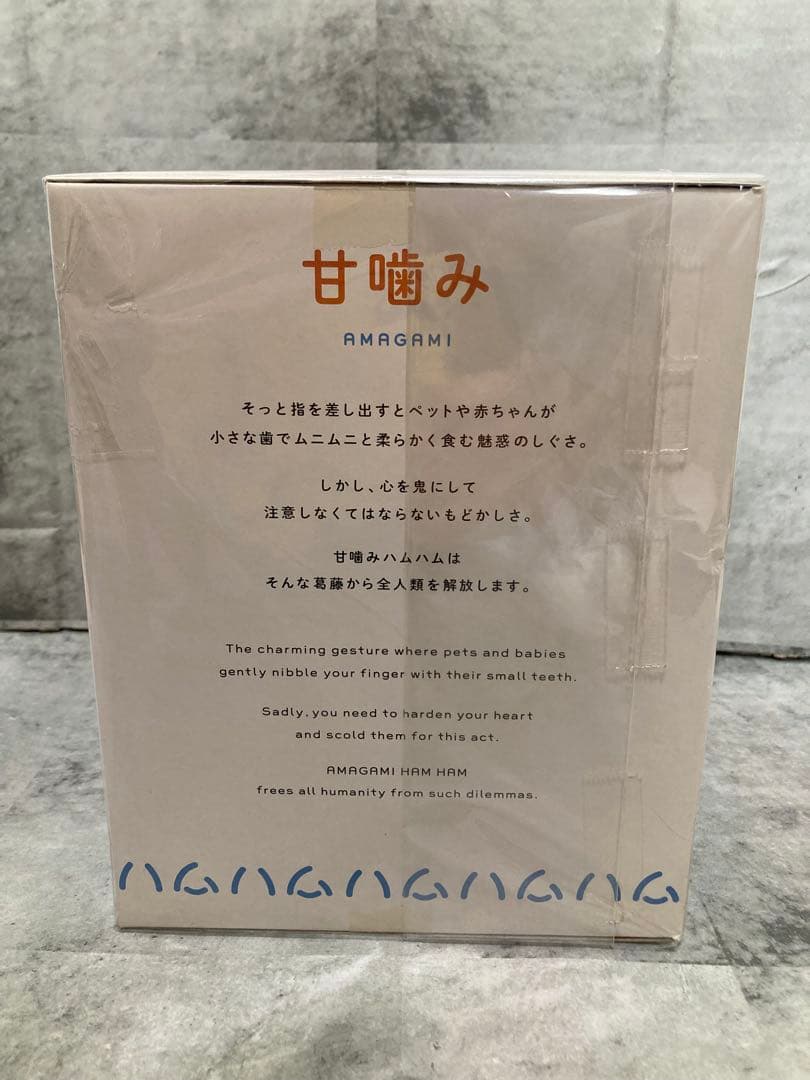 甘噛み
AMAGAMI
そっと指を差し出すとペットや赤ちゃんが
小さな歯でムニムニと柔らかく食む魅惑のしぐさ。
しかし、心を鬼にして
注意しなくてはならないもどかしさ。
甘噛みハムハムは
そんな葛藤から全人類を解放します。
The charming gesture where pets and babies
gently nibble your finger with their small teeth.
Sadly, you need to harden your heart
and scold them for this act.
AMAGAMI HAM HAM
frees all humanity from such dilemmas.
ハムハムハムハムハム